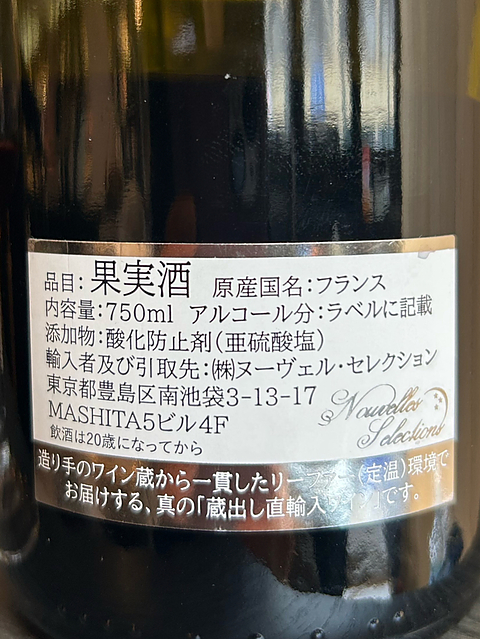 品目：果実酒 原産国名：フランス
内容量：750ml アルコール分：ラベルに記載
添加物：酸化防止剤（亜硫酸塩）
輸入者及び引取先：㈱ヌーヴェル・セレクション
東京都豊島区南池袋3-13-17
MASHITA5ビル4F
飲酒は20歳になってから
Nouvelles
Selections
造り手のワイン蔵から一貫したリーファー（定温）環境で
お届けする、真の「蔵出し直輸入ワイン」です。